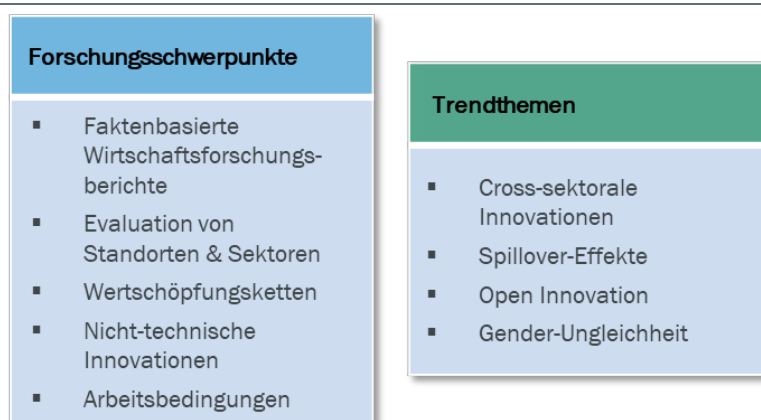 Forschungsschwerpunkte
▪ Faktenbasierte
Wirtschaftsforschungs-
berichte
▪ Evaluation von
Standorten & Sektoren
▪ Wertschöpfungsketten
▪ Nicht-technische
Innovationen
▪ Arbeitsbedingungen
Trendthemen
▪ Cross-sektorale
Innovationen
▪ Spillover-Effekte
▪ Open Innovation
▪ Gender-Ungleichheit